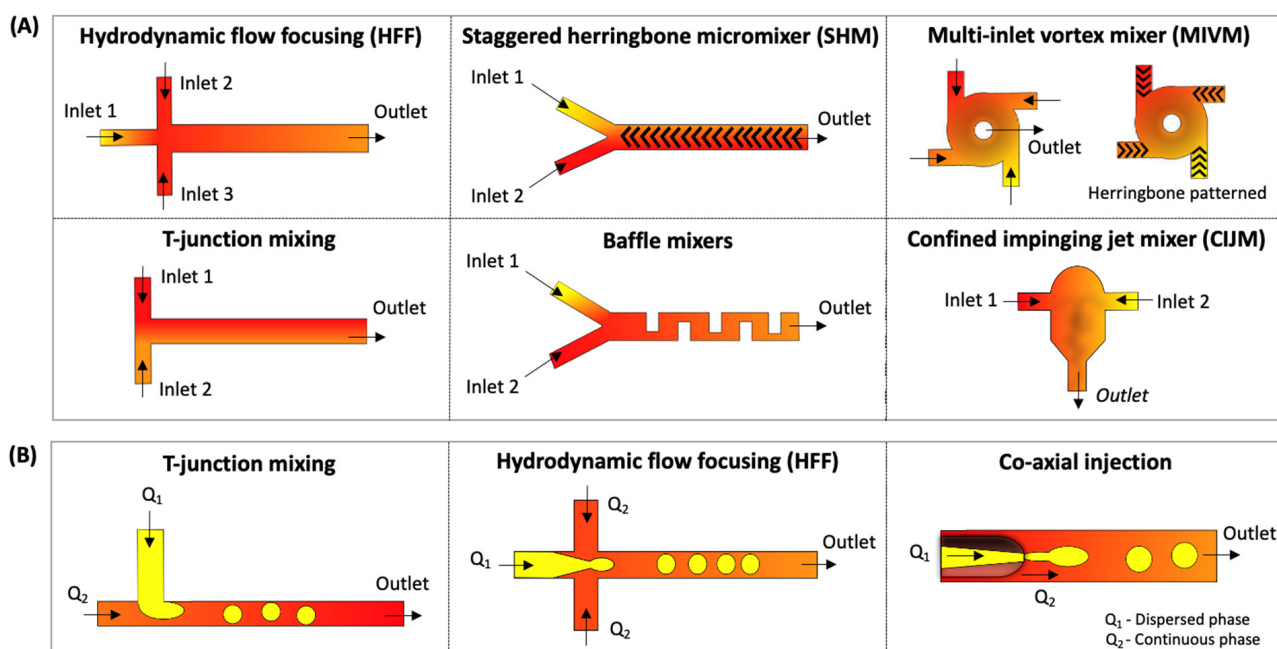 (A)
Hydrodynamic flow focusing (HFF)
Inlet 1
Inlet 2
Inlet 3
Outlet
Staggered herringbone micromixer (SHM)
Inlet 1
Inlet 2
Outlet
Multi-inlet vortex mixer (MIVM)
Outlet
Herringbone patterned
T-junction mixing
Inlet 1
Inlet 2
Outlet
Baffle mixers
Inlet 1
Inlet 2
Outlet
Confined impinging jet mixer (CIJM)
Inlet 1
Inlet 2
Outlet
(B)
T-junction mixing
Q₁
Q₂
Outlet
Hydrodynamic flow focusing (HFF)
Q₂
Q₁
Q₂
Outlet
Co-axial injection
Q₁
Q₂
Outlet
Q₁ - Dispersed phase
Q₂ - Continuous phase